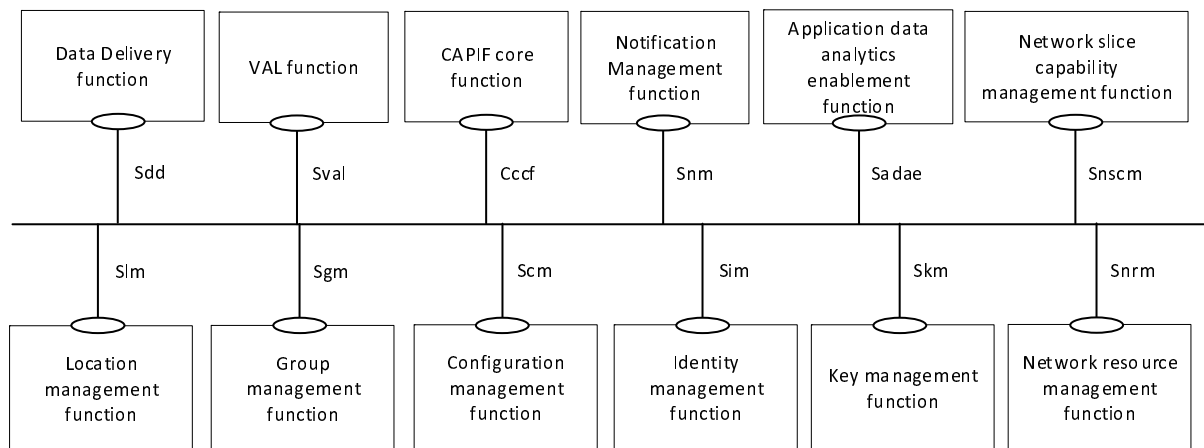 Data Delivery
function
VAL function
CAPIF core
function
Notification
Management
function
Application data
analytics
enablement
function
Network slice
capability
management function
Sdd
Sval
Cccf
Snm
Sadae
Snscm
Slm
Sgm
Scm
Sim
Skm
Snrm
Location
management
function
Group
management
function
Configuration
management
function
Identity
management
function
Key management
function
Network resource
management
function